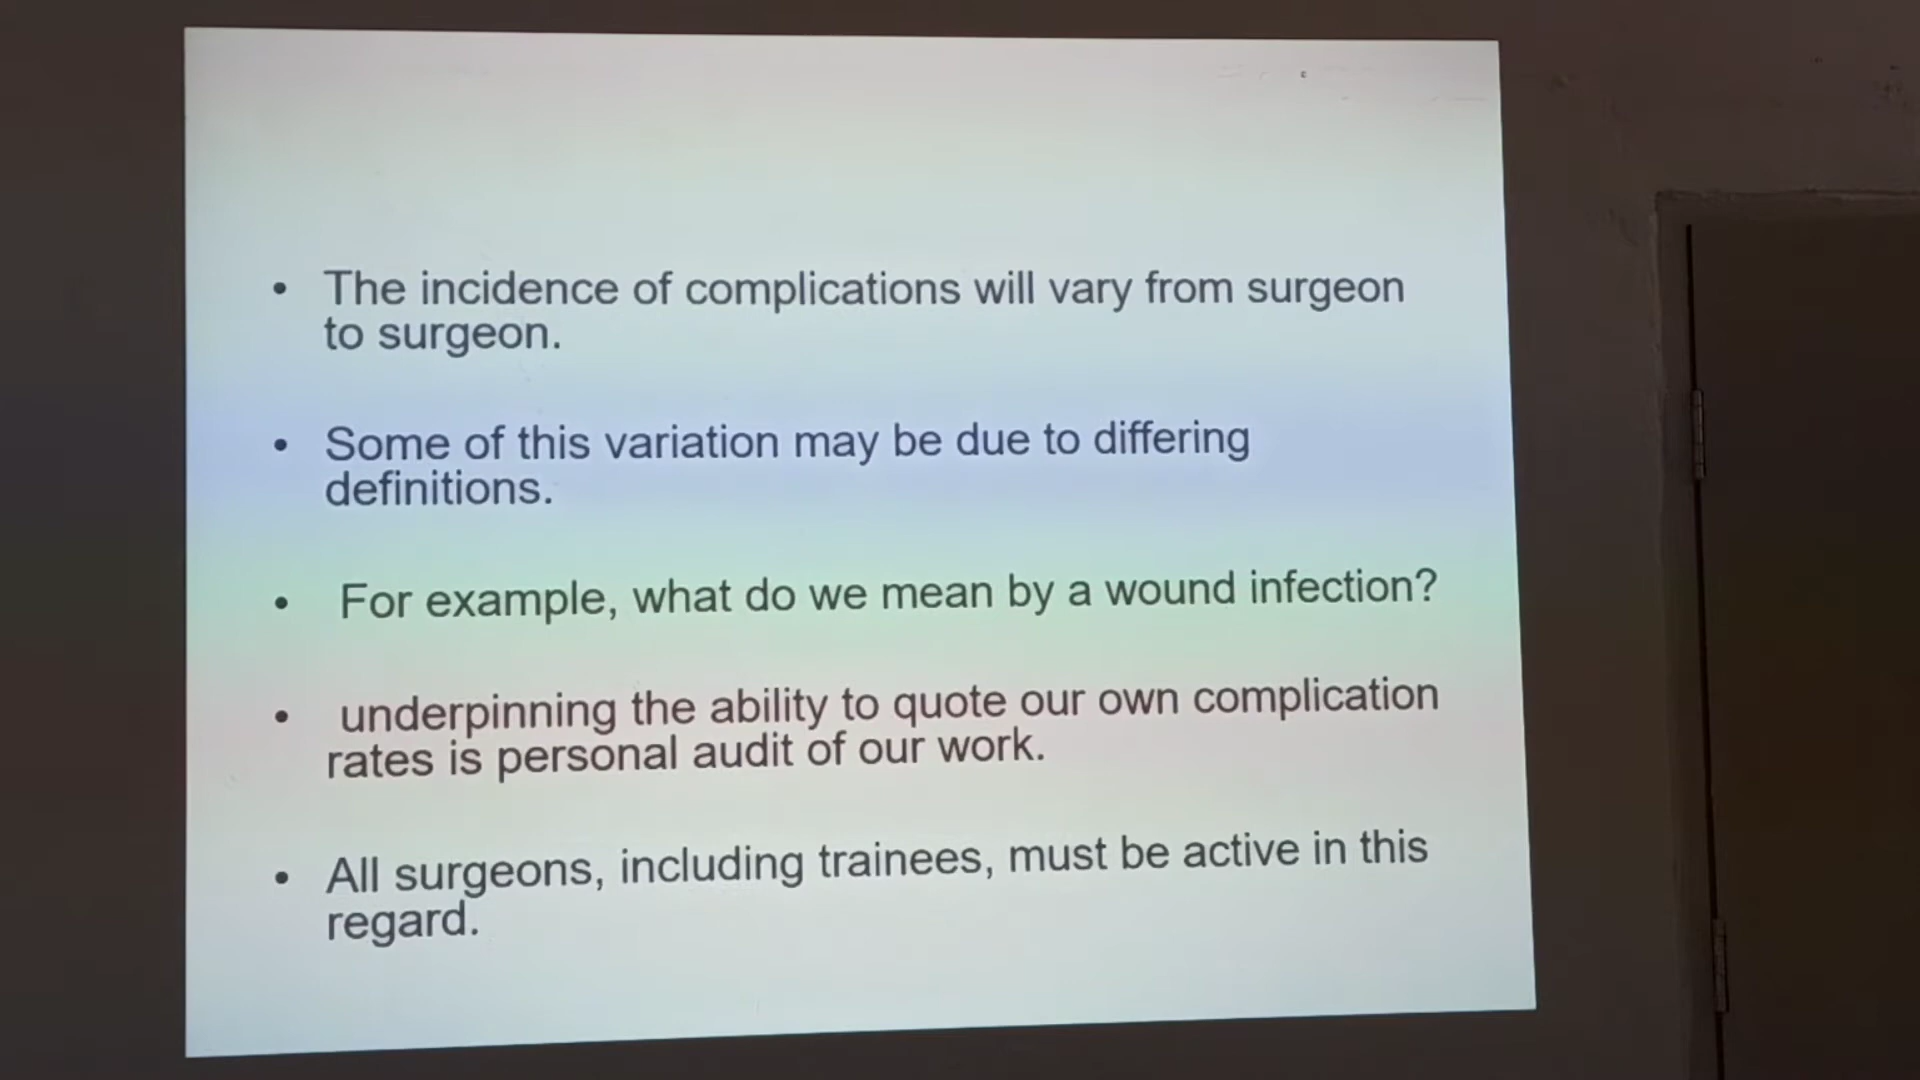 • The incidence of complications will vary from surgeon
to surgeon.
• Some of this variation may be due to differing
definitions.
• For example, what do we mean by a wound infection?
• underpinning the ability to quote our own complication
rates is personal audit of our work.
• All surgeons, including trainees, must be active in this
regard.